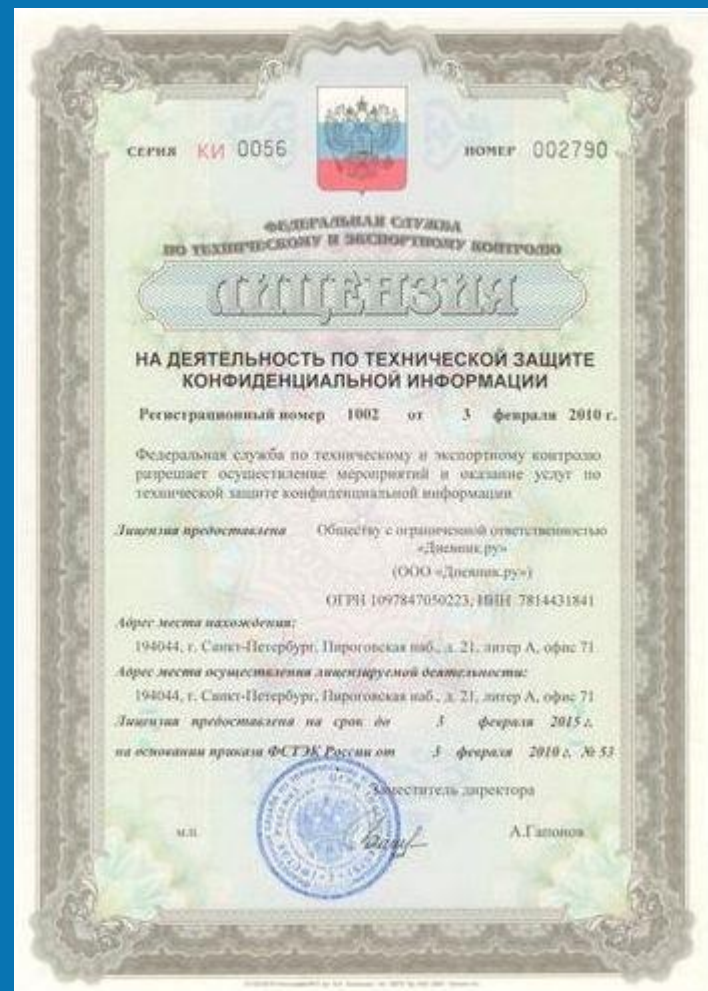 СЕРИЯ КИ 0056
НОМЕР 002790
ФЕДЕРАЛЬНАЯ СЛУЖБА
ПО ТЕХНИЧЕСКОМУ И ЭКСПОРТНОМУ КОНТРОЛЮ
ЛИЦЕНЗИЯ
НА ДЕЯТЕЛЬНОСТЬ ПО ТЕХНИЧЕСКОЙ ЗАЩИТЕ
КОНФИДЕНЦИАЛЬНОЙ ИНФОРМАЦИИ
Регистрационный номер 1002 от 3 февраля 2010 г.
Федеральная служба по техническому и экспортному контролю
разрешает осуществление мероприятий и оказание услуг по
технической защите конфиденциальной информации
Лицензия предоставлена Обществу с ограниченной ответственностью
«Дневник.ру»
(ООО «Дневник.ру»)
ОГРН 1097847050223; ИНН 7814431841
Адрес места нахождения:
194044, г. Санкт-Петербург, Пироговская наб., д. 21, литер А, офис 71
Адрес места осуществления лицензируемой деятельности:
194044, г. Санкт-Петербург, Пироговская наб., д. 21, литер А, офис 71
Лицензия предоставлена на срок до 3 февраля 2015 г.
на основании приказа ФСТЭК России от 3 февраля 2010 г. № 53
Заместитель директора
м.п.
А.Гапонов